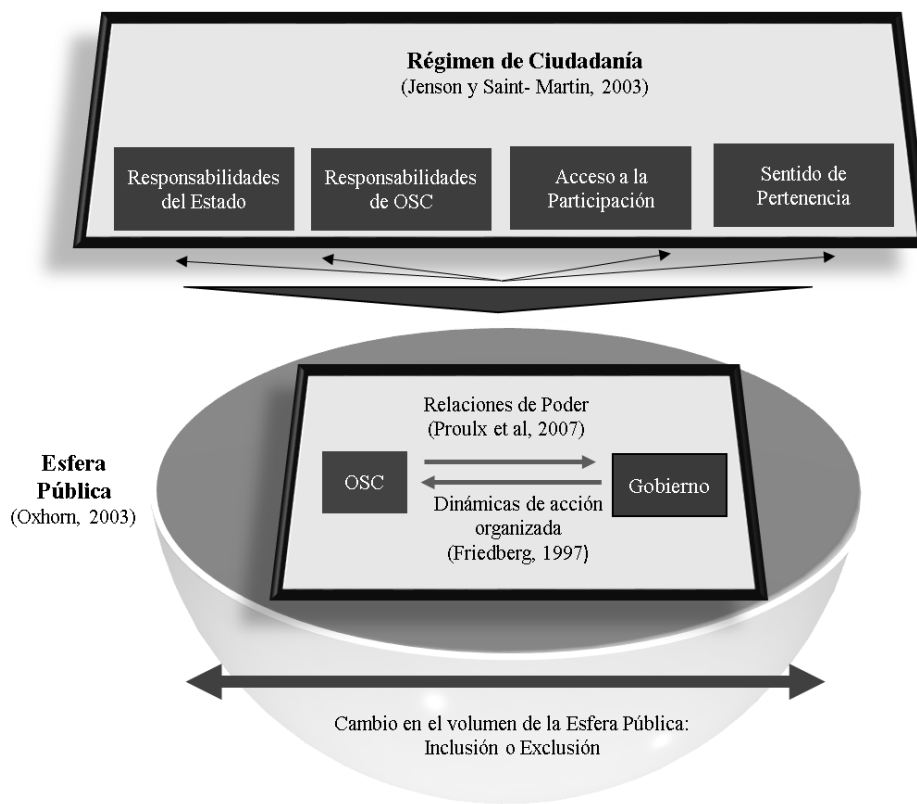 Régimen de Ciudadanía
(Jenson y Saint- Martin, 2003)
Responsabilidades
del Estado
Responsabilidades
de OSC
Acceso a la
Participación
Sentido de
Pertenencia
Esfera
Pública
(Oxhorn, 2003)
Relaciones de Poder
(Proulx et al, 2007)
OSC
Gobierno
Dinámicas de acción
organizada
(Friedberg, 1997)
Cambio en el volumen de la Esfera Pública:
Inclusión o Exclusión